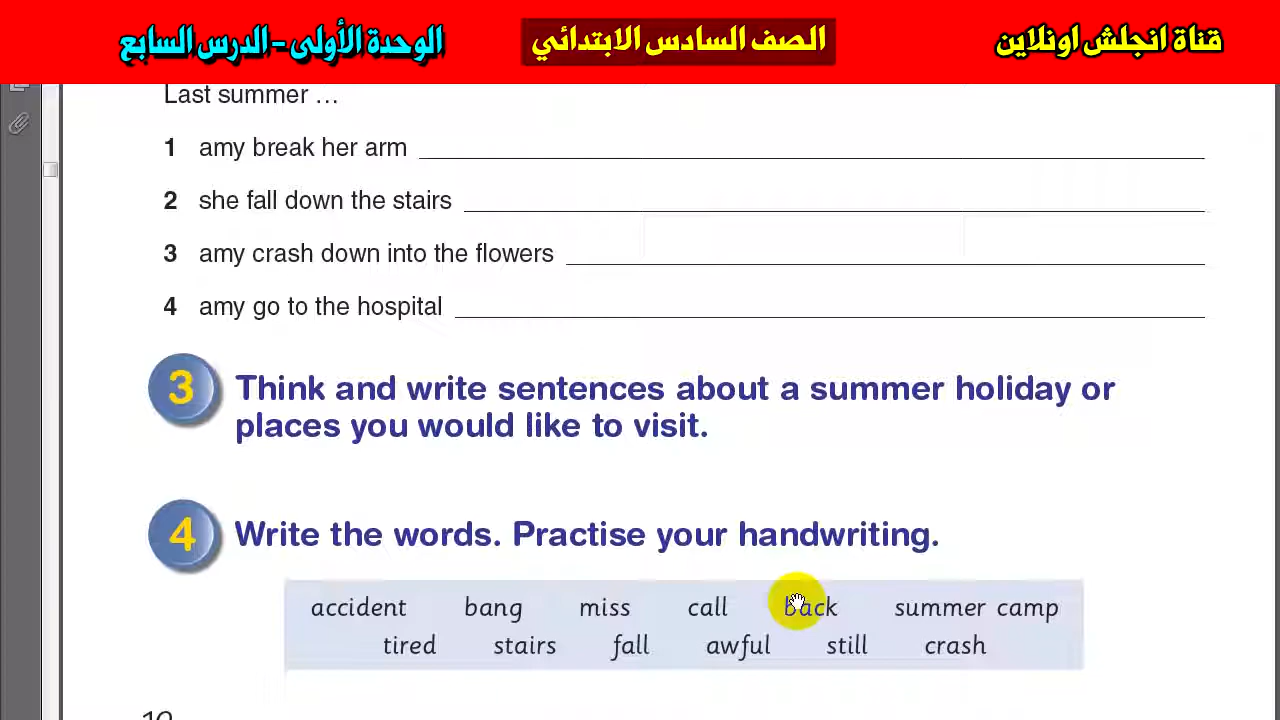 قناة انجلش اونلاين
الصف السادس الابتدائي
الوحدة الأولى - الدرس السابع
Last summer ...
1 amy break her arm
2 she fall down the stairs
3 amy crash down into the flowers
4 amy go to the hospital
3 Think and write sentences about a summer holiday or
places you would like to visit.
4 Write the words. Practise your handwriting.
accident bang miss call back summer camp
tired stairs fall awful still crash